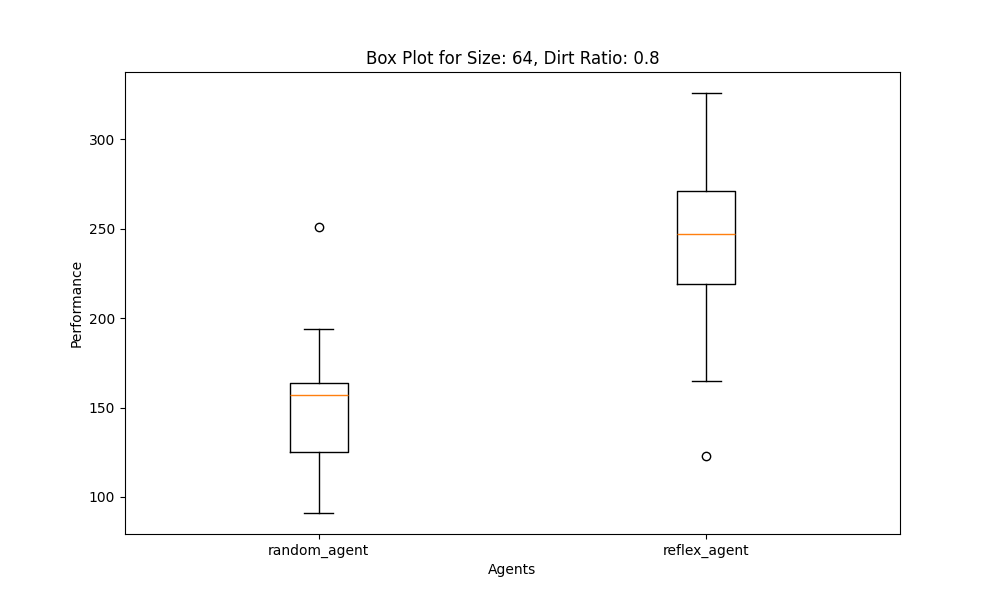 Box Plot for Size: 64, Dirt Ratio: 0.8
300
250
200
150
100
Performance
random_agent
reflex_agent
Agents